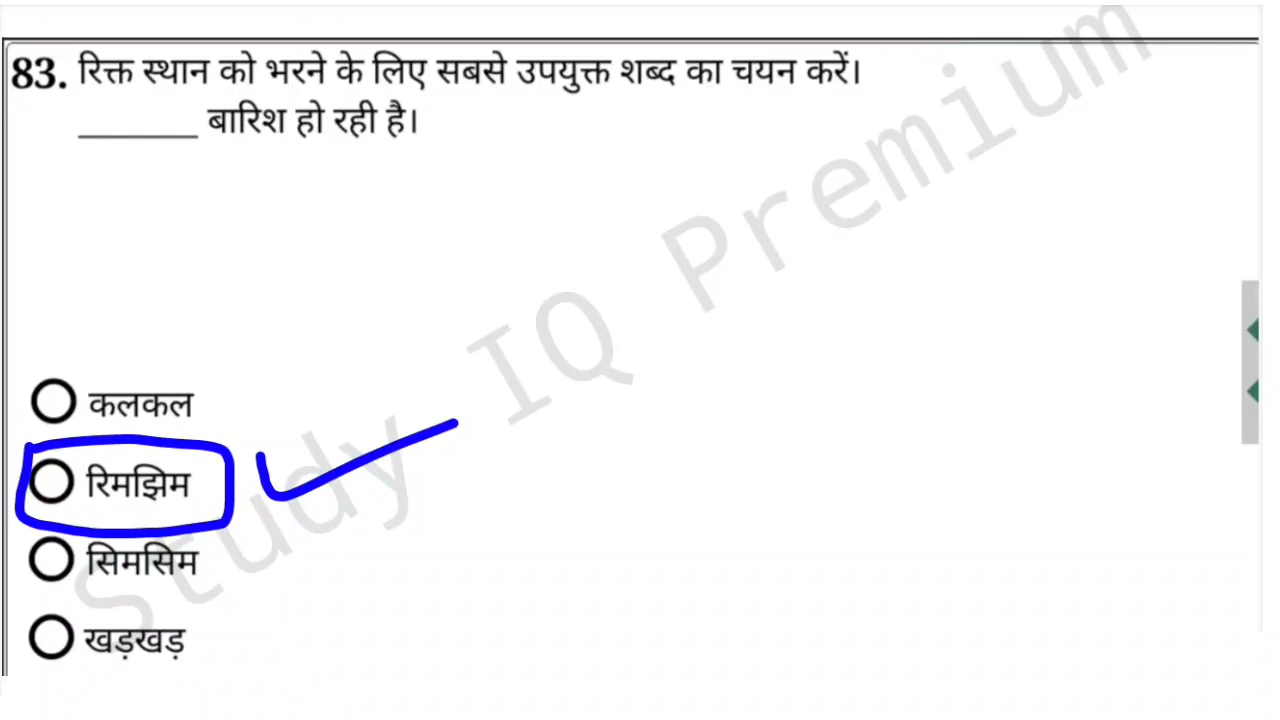 83. रिक्त स्थान को भरने के लिए सबसे उपयुक्त शब्द का चयन करें।
________ बारिश हो रही है।
कलकल
रिमझिम
सिमसिम
खड़खड़
Study IQ Premium